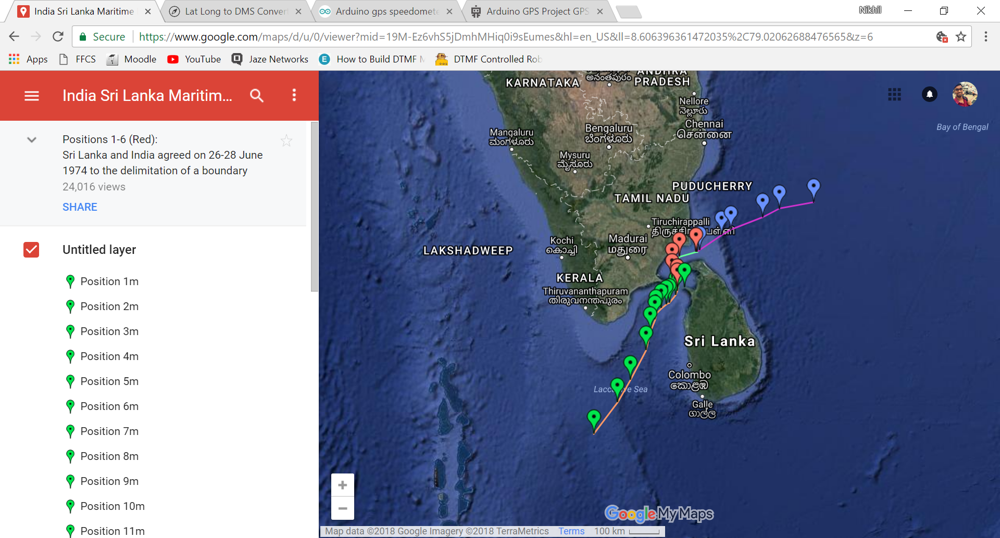 India Sri Lanka Maritime
Lat Long to DMS Conver
Arduino gps speedomete
Arduino GPS Project GPS
Nikhil
Secure
https://www.google.com/maps/d/u/0/viewer?mid=19M-Ez6vhS5jDmhMHiq0i9sEumes&hl=en_US&ll=8.606396361472035%2C79.02062688476565&z=6
Apps
FFCS
Moodle
YouTube
Jaze Networks
How to Build DTMF M
DTMF Controlled Rob
India Sri Lanka Maritim...
Positions 1-6 (Red):
Sri Lanka and India agreed on 26-28 June
1974 to the delimitation of a boundary
24,016 views
SHARE
Untitled layer
Position 1m
Position 2m
Position 3m
Position 4m
Position 5m
Position 6m
Position 7m
Position 8m
Position 9m
Position 10m
Position 11m
KARNATAKA
అనంతపురం
ANDHRA
PRADESH
Nellore
నెల్లూరు
Chennai
சென்னை
Bay of Bengal
Mangaluru
ಮಂಗಳೂರು
Bengaluru
ಬೆಂಗಳೂರು
Mysuru
ಮೈಸೂರು
PUDUCHERRY
TAMIL NADU
Tiruchirappalli
LAKSHADWEEP
Kochi
കൊച്ചി
Madurai
மதுரை
KERALA
Thiruvananthapuram
തിരുവനന്തപുരം
Sri Lanka
Colombo
කොළඹ
Galle
ගාල්ල
Sea
Google My Maps
Map data ©2018 Google Imagery ©2018 TerraMetrics
Terms
100 km